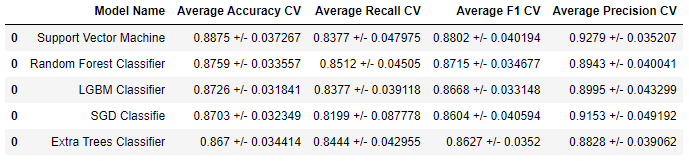 Model Name Average Accuracy CV Average Recall CV Average F1 CV Average Precision CV
0 Support Vector Machine 0.8875 +/- 0.037267 0.8377 +/- 0.047975 0.8802 +/- 0.040194 0.9279 +/- 0.035207
0 Random Forest Classifier 0.8759 +/- 0.033557 0.8512 +/- 0.04505 0.8715 +/- 0.034677 0.8943 +/- 0.040041
0 LGBM Classifier 0.8726 +/- 0.031841 0.8377 +/- 0.039118 0.8668 +/- 0.033148 0.8995 +/- 0.043299
0 SGD Classifie 0.8703 +/- 0.032349 0.8199 +/- 0.087778 0.8604 +/- 0.040594 0.9153 +/- 0.049192
0 Extra Trees Classifier 0.867 +/- 0.034414 0.8444 +/- 0.042955 0.8627 +/- 0.0352 0.8828 +/- 0.039062